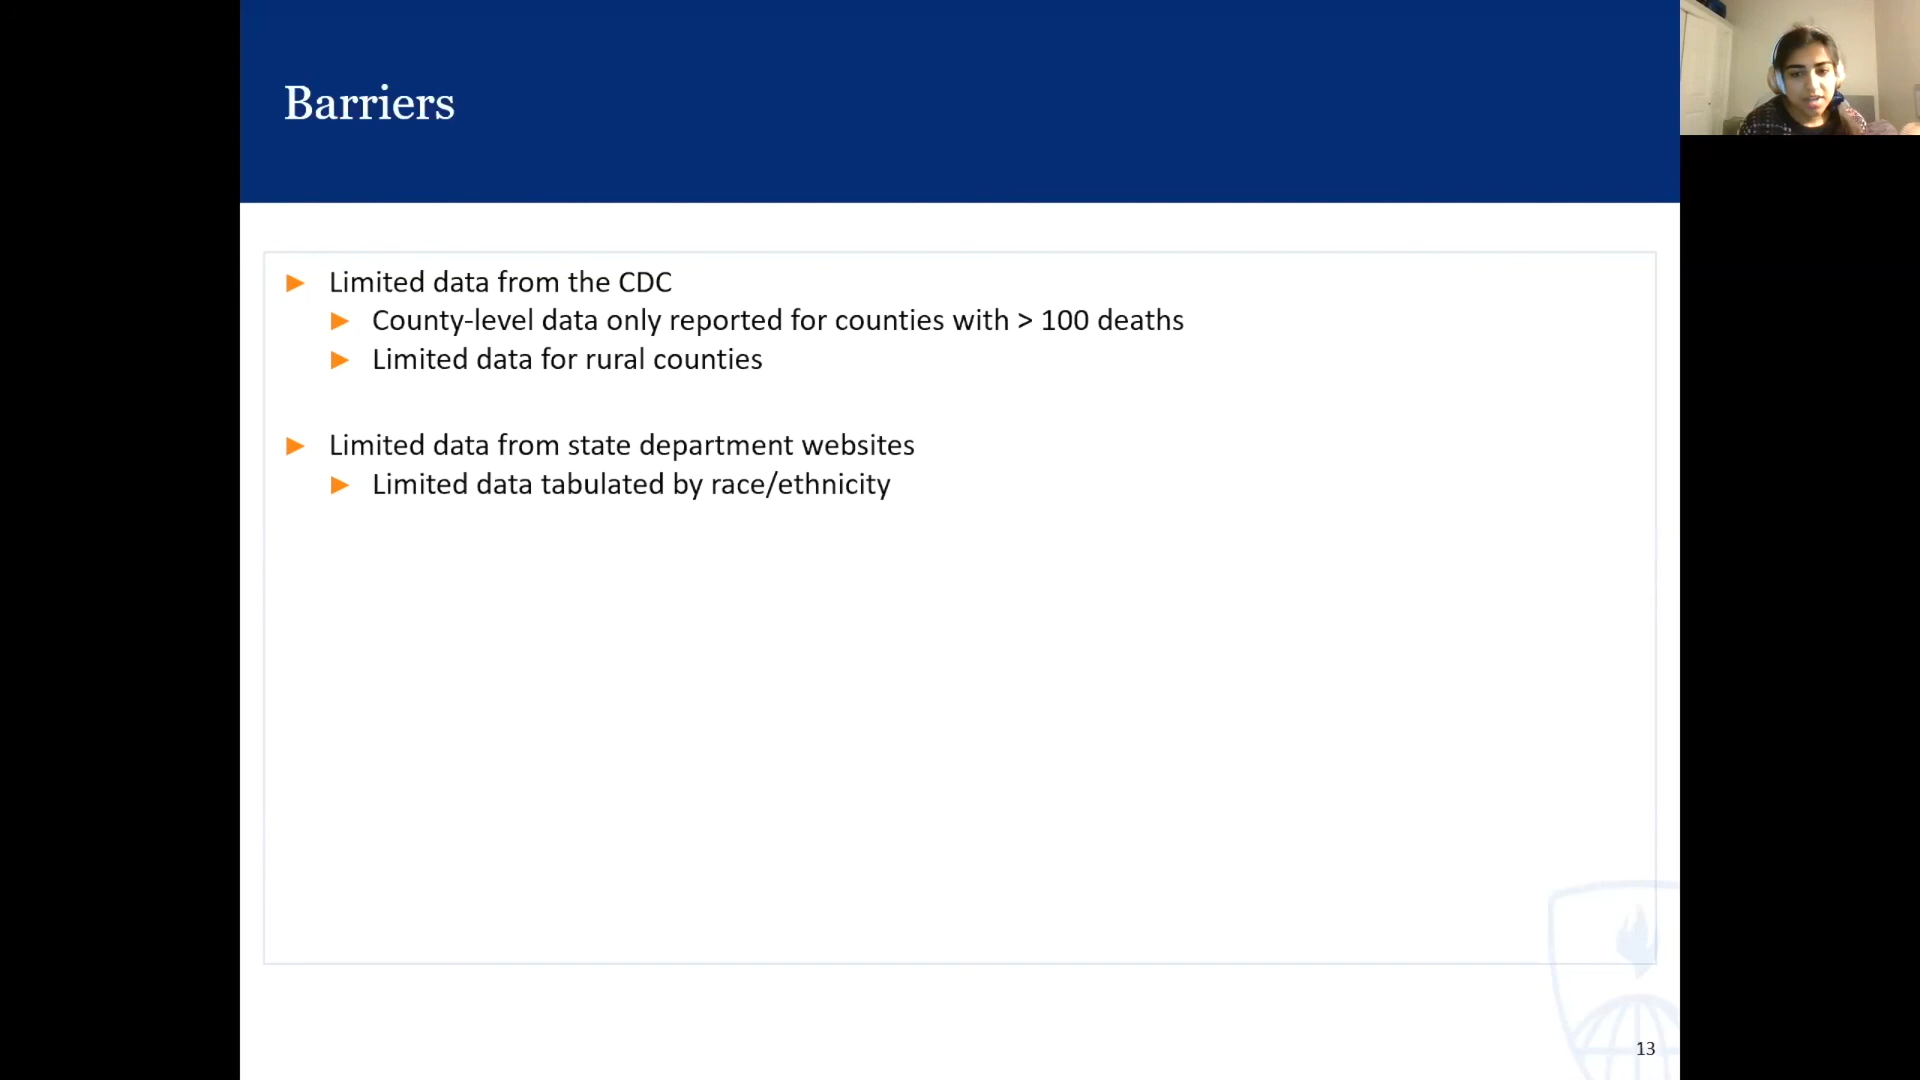 Barriers
Limited data from the CDC
County-level data only reported for counties with > 100 deaths
Limited data for rural counties
Limited data from state department websites
Limited data tabulated by race/ethnicity
13